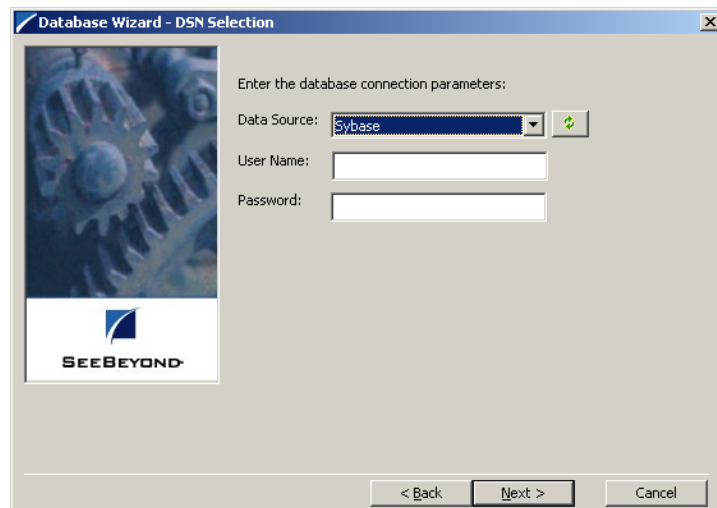 Database Wizard - DSN Selection
Enter the database connection parameters:
Data Source: Sybase
User Name:
Password:
SEEBEYOND
< Back Next > Cancel